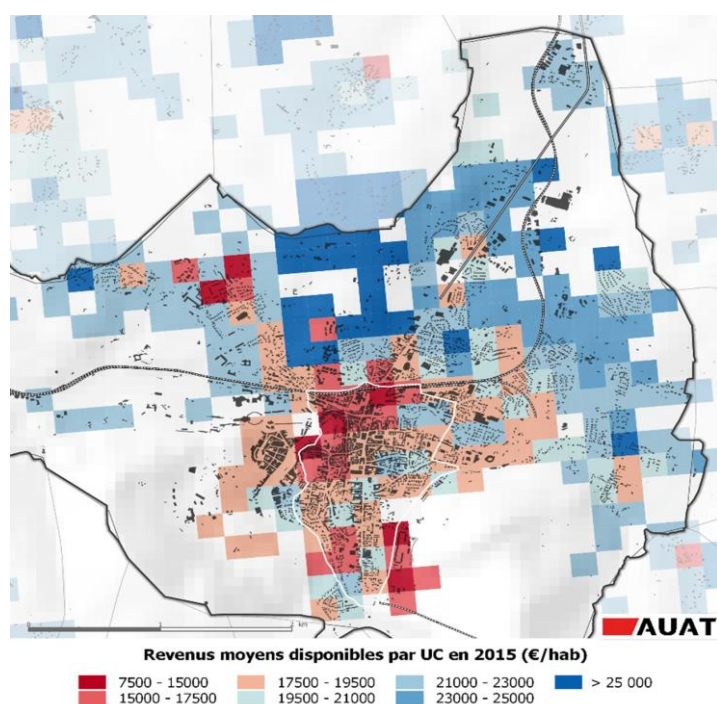 km
AUAT
Revenus moyens disponibles par UC en 2015 (€/hab)
7500 - 15000 17500 - 19500 21000 - 23000 > 25 000
15000 - 17500 19500 - 21000 23000 - 25000